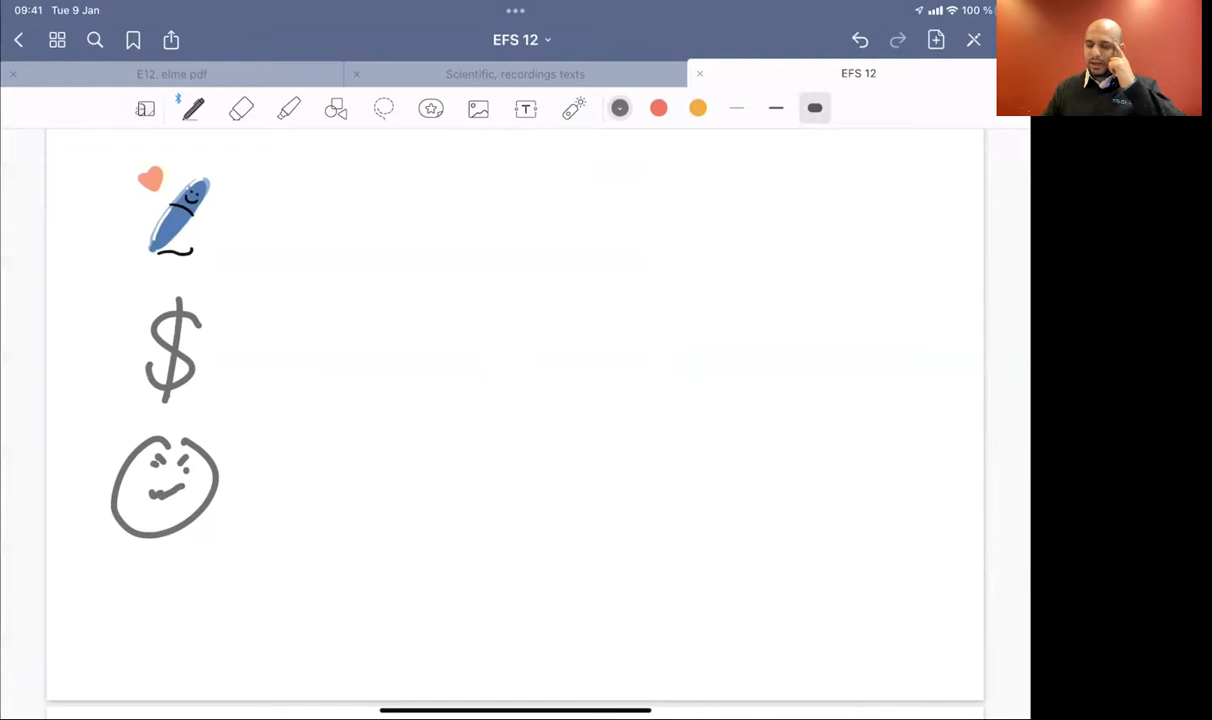 09:41 Tue 9 Jan
100 %
EFS 12
E12. elme pdf
Scientific, recordings texts
EFS 12
T
$